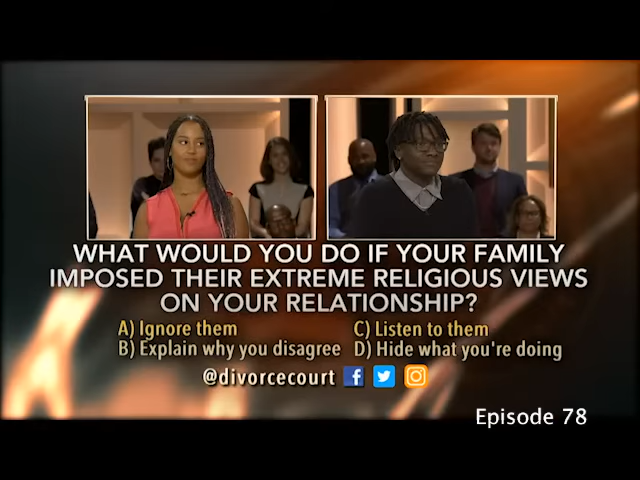 WHAT WOULD YOU DO IF YOUR FAMILY
IMPOSED THEIR EXTREME RELIGIOUS VIEWS
ON YOUR RELATIONSHIP?
A) Ignore them
C) Listen to them
B) Explain why you disagree
D) Hide what you're doing
@divorcecourt
Episode 78